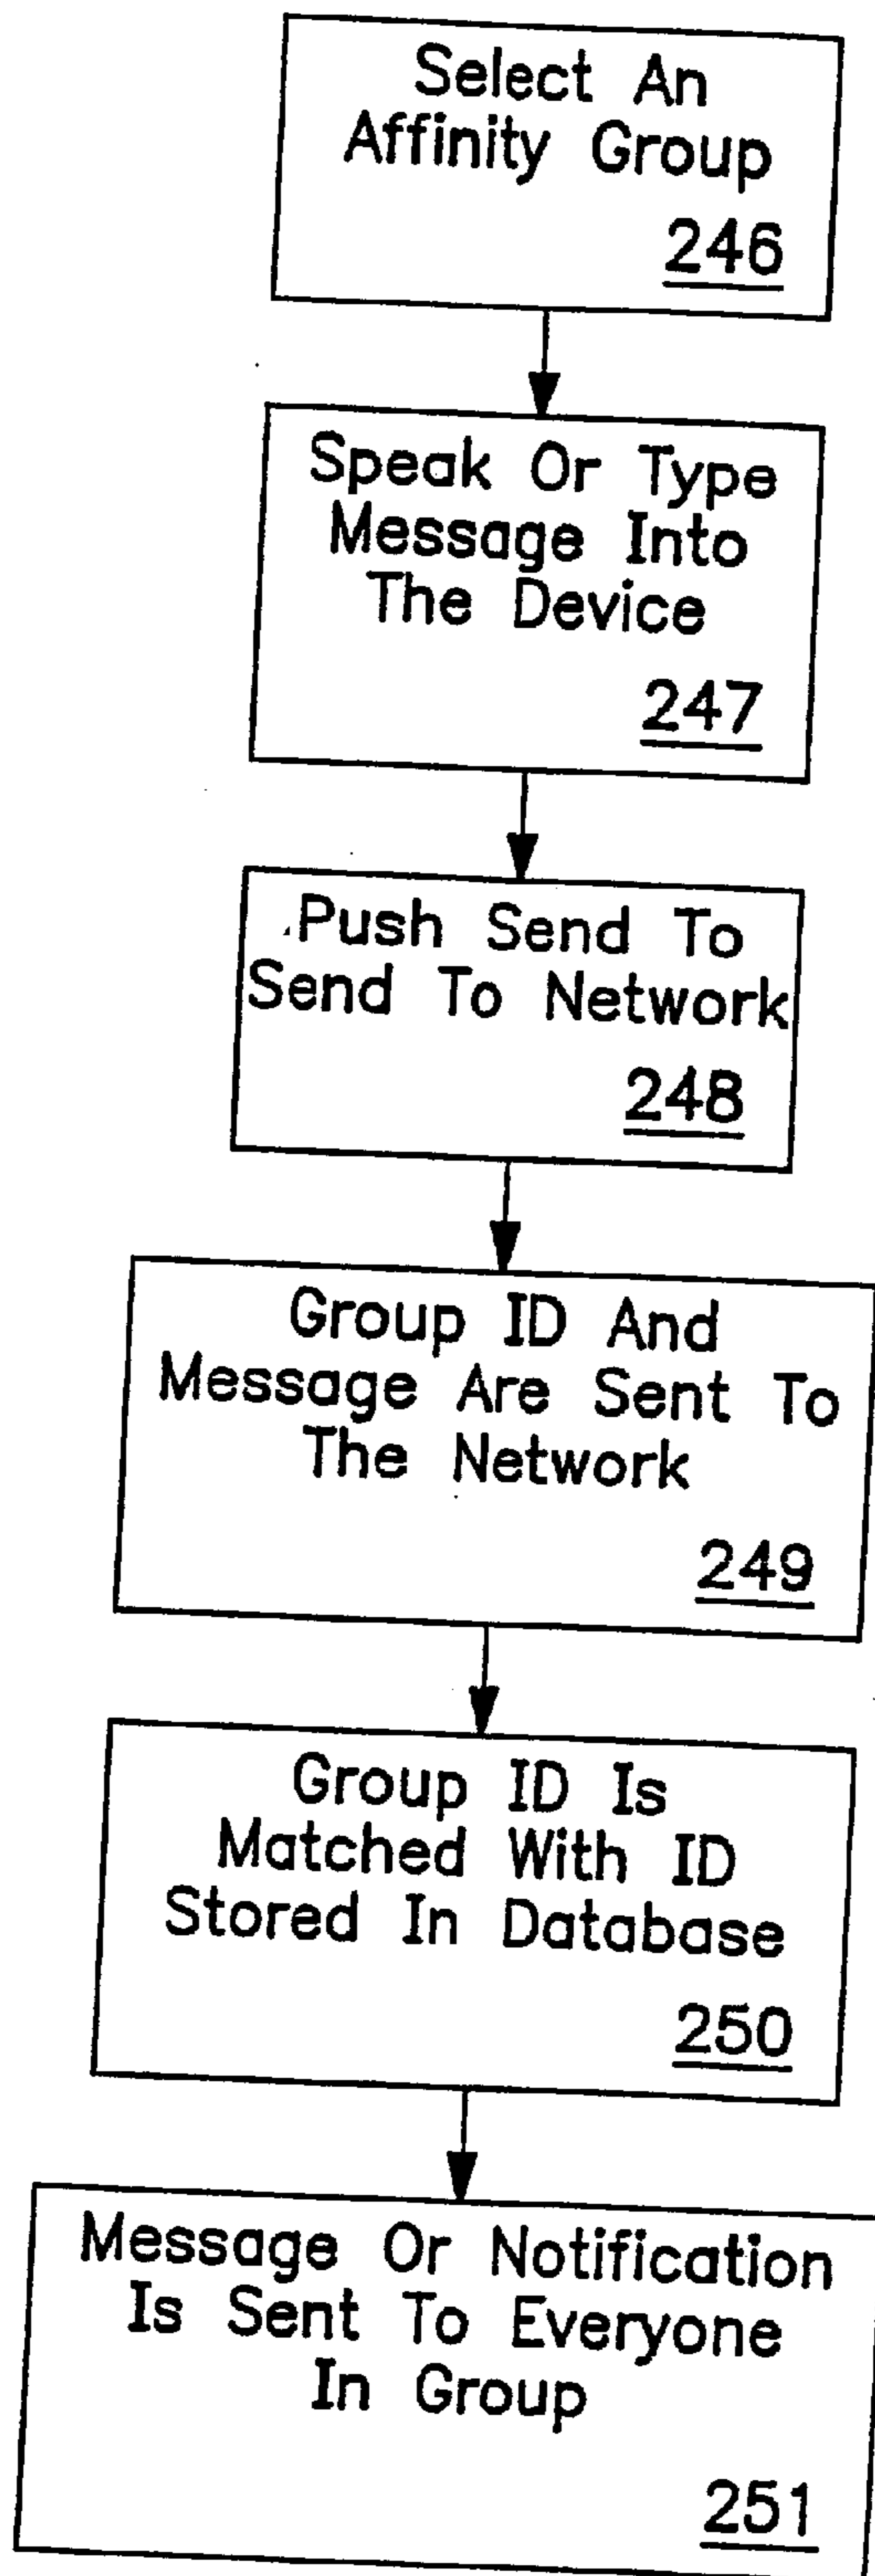 Select An
Affinity Group
246
Speak Or Type
Message Into
The Device
247
Push Send To
Send To Network
248
Group ID And
Message Are Sent To
The Network
249
Group ID Is
Matched With ID
Stored In Database
250
Message Or Notification
Is Sent To Everyone
In Group
251